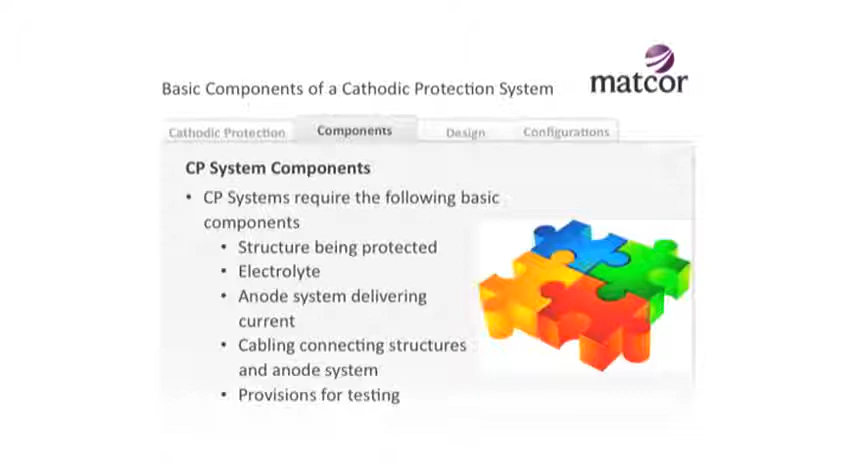 matcor
Basic Components of a Cathodic Protection System
Cathodic Protection
Components
Design
Configurations
CP System Components
• CP Systems require the following basic
components
• Structure being protected
• Electrolyte
• Anode system delivering
current
• Cabling connecting structures
and anode system
• Provisions for testing